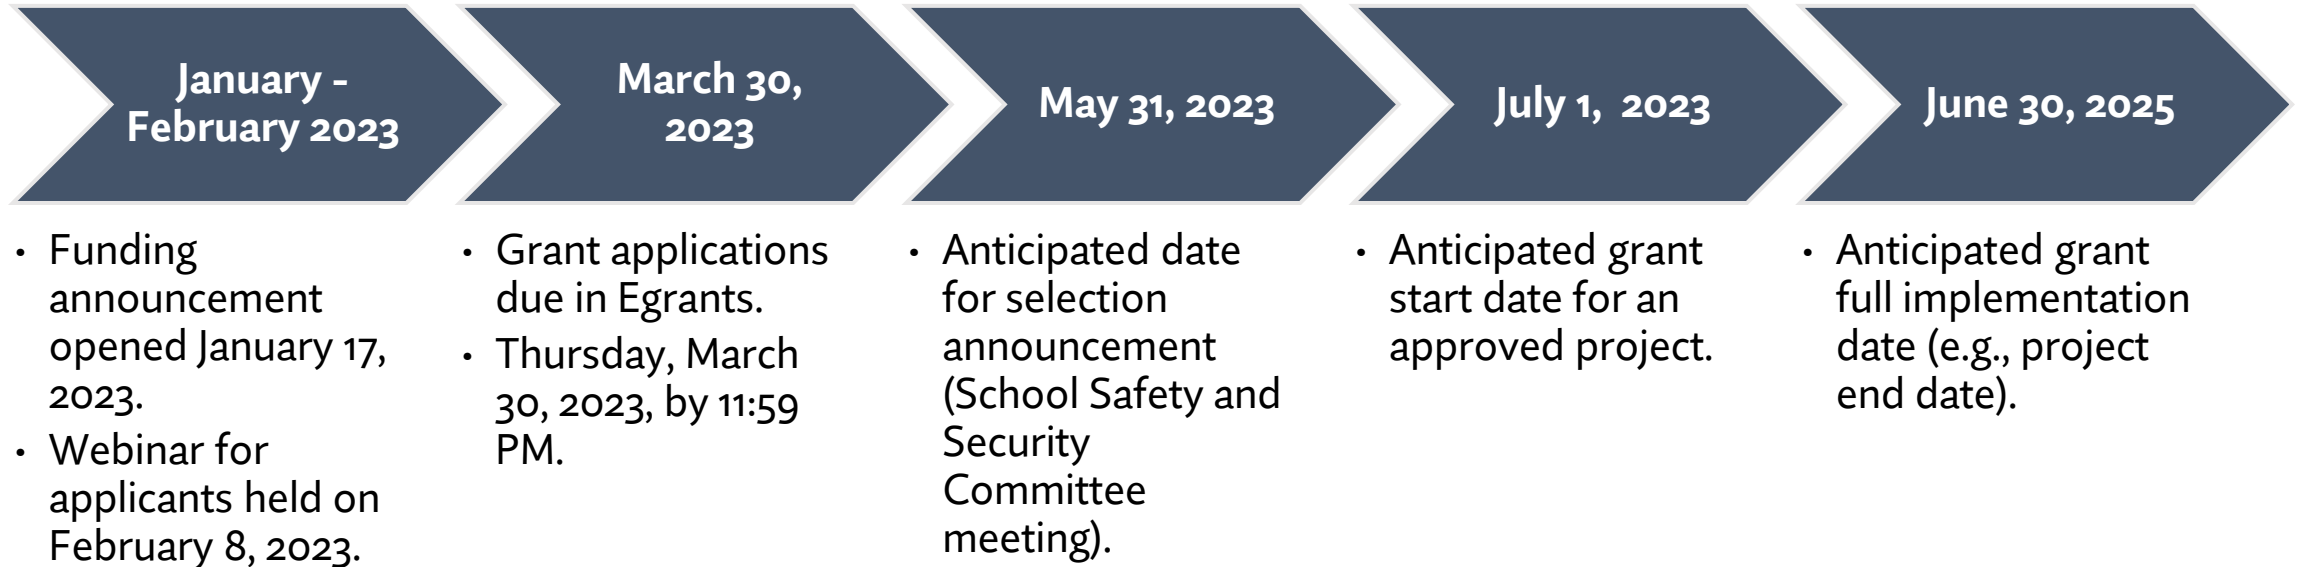 January -
February 2023
March 30,
2023
May 31, 2023
July 1,  2023
June 30, 2025
• Funding
announcement
opened January 17,
2023.
• Webinar for
applicants held on
February 8, 2023.
• Grant applications
due in Egrants.
• Thursday, March
30, 2023, by 11:59
PM.
• Anticipated date
for selection
announcement
(School Safety and
Security
Committee
meeting).
• Anticipated grant
start date for an
approved project.
• Anticipated grant
full implementation
date (e.g., project
end date).